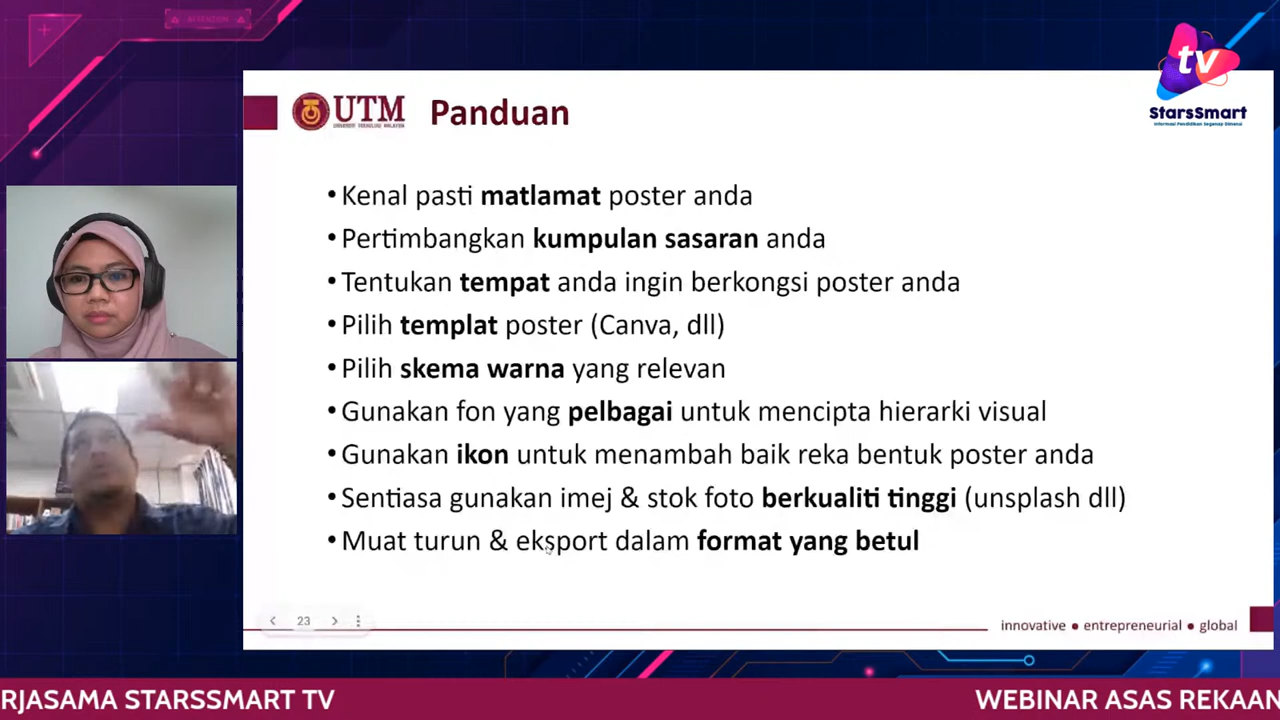 tv
StarsSmart
Informasi Pendidikan Segenap Dimensi
UTM
UNIVERSITI TEKNOLOGI MALAYSIA
Panduan
• Kenal pasti matlamat poster anda
• Pertimbangkan kumpulan sasaran anda
• Tentukan tempat anda ingin berkongsi poster anda
• Pilih templat poster (Canva, dll)
• Pilih skema warna yang relevan
• Gunakan fon yang pelbagai untuk mencipta hierarki visual
• Gunakan ikon untuk menambah baik reka bentuk poster anda
• Sentiasa gunakan imej & stok foto berkualiti tinggi (unsplash dll)
• Muat turun & eksport dalam format yang betul
23
innovative • entrepreneurial • global
RJASAMA STARSSMART TV
WEBINAR ASAS REKAAN